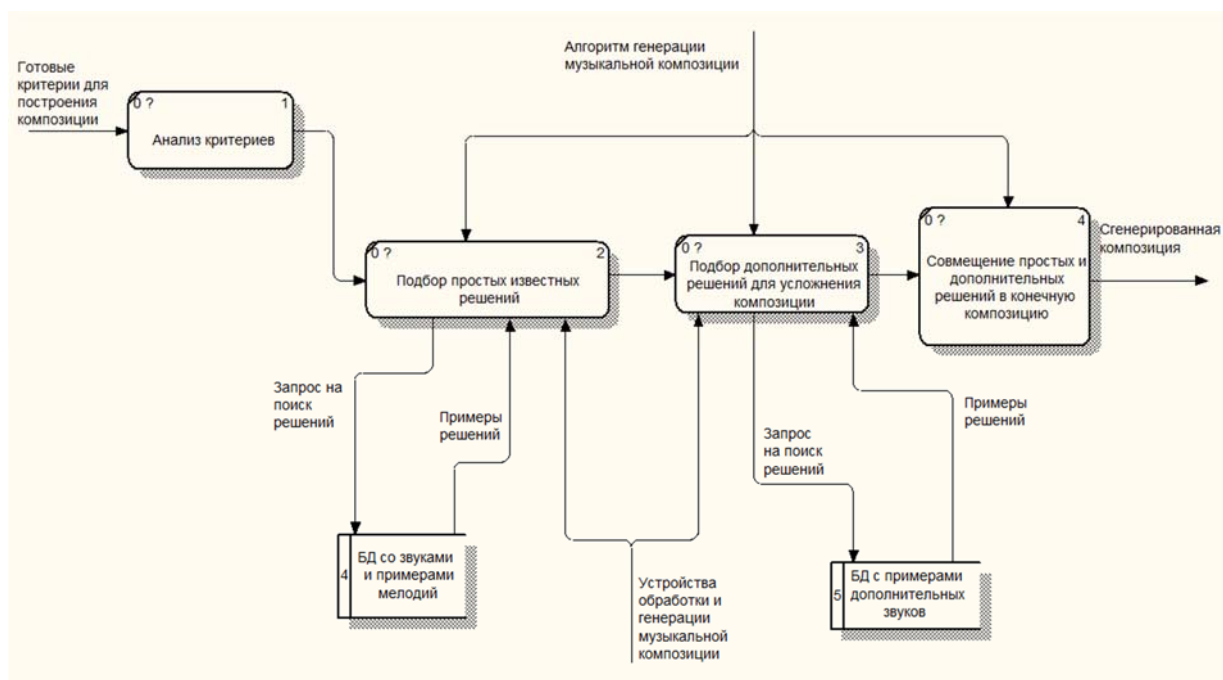 Готовые
критерии для
построения
композиции
0 ?
1
Анализ критериев
Алгоритм генерации
музыкальной композиции
0 ?
2
Подбор простых известных
решений
0 ?
3
Подбор дополнительных
решений для усложнения
композиции
0 ?
4
Совмещение простых и
дополнительных
решений в конечную
композицию
Сгенерированная
композиция
Запрос на
поиск
решений
Примеры
решений
Запрос
на поиск
решений
Примеры
решений
4
БД со звуками
и примерами
мелодий
Устройства
обработки и
генерации
музыкальной
композиции
5
БД с примерами
дополнительных
звуков